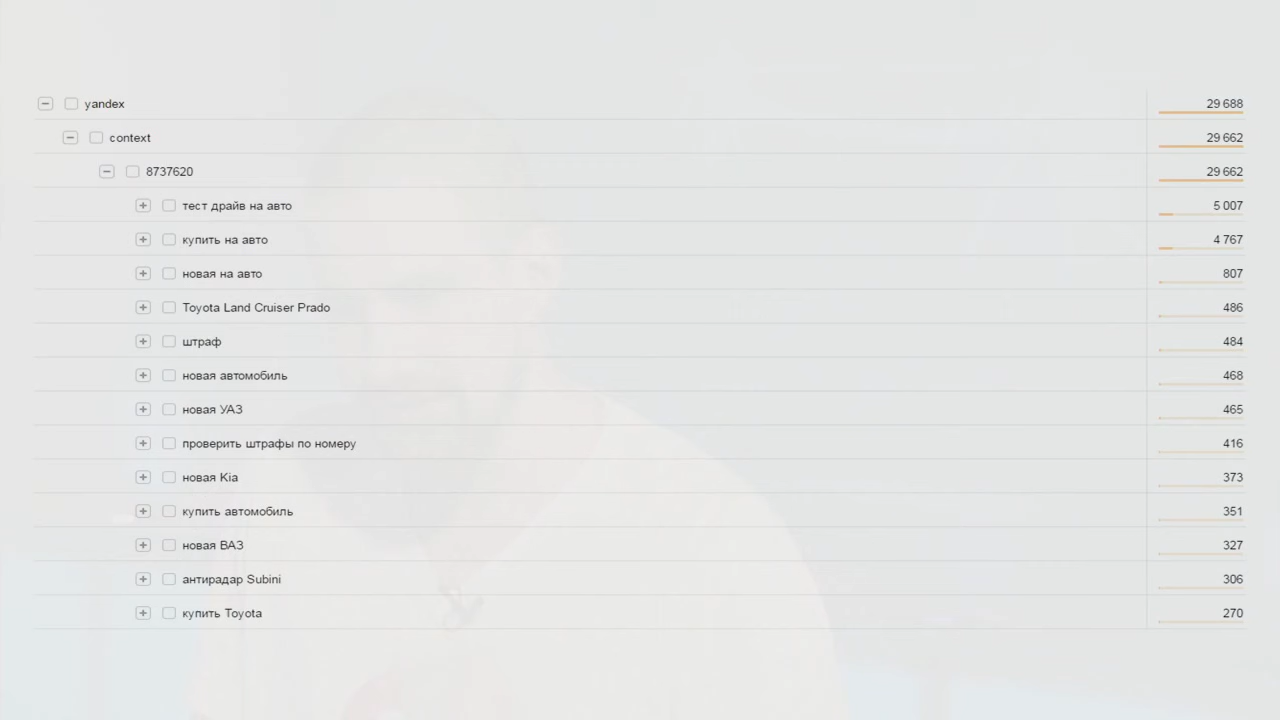 yandex 29 688
context 29 662
8737620 29 662
тест драйв на авто 5 007
купить на авто 4 767
новая на авто 807
Toyota Land Cruiser Prado 486
штраф 484
новая автомобиль 468
новая УАЗ 465
проверить штрафы по номеру 416
новая Kia 373
купить автомобиль 351
новая ВАЗ 327
антирадар Subini 306
купить Toyota 270